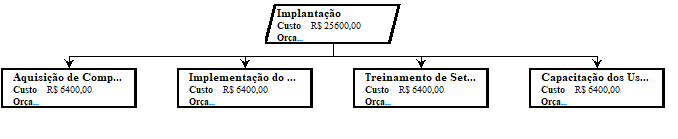 Implantação
Custo R$ 25600,00
Orça...
Aquisição de Comp...
Custo R$ 6400,00
Orça...
Implementação do ...
Custo R$ 6400,00
Orça...
Treinamento de Set...
Custo R$ 6400,00
Orça...
Capacitação dos Us...
Custo R$ 6400,00
Orça...